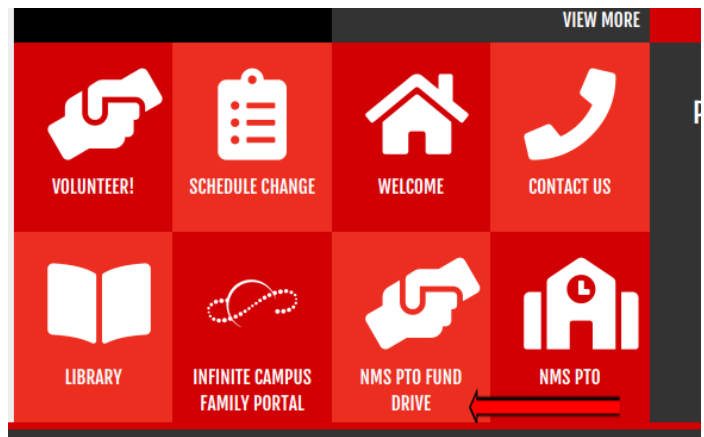 VIEW MORE
P
VOLUNTEER!
SCHEDULE CHANGE
WELCOME
CONTACT US
LIBRARY
INFINITE CAMPUS
FAMILY PORTAL
NMS PTO FUND
DRIVE
NMS PTO